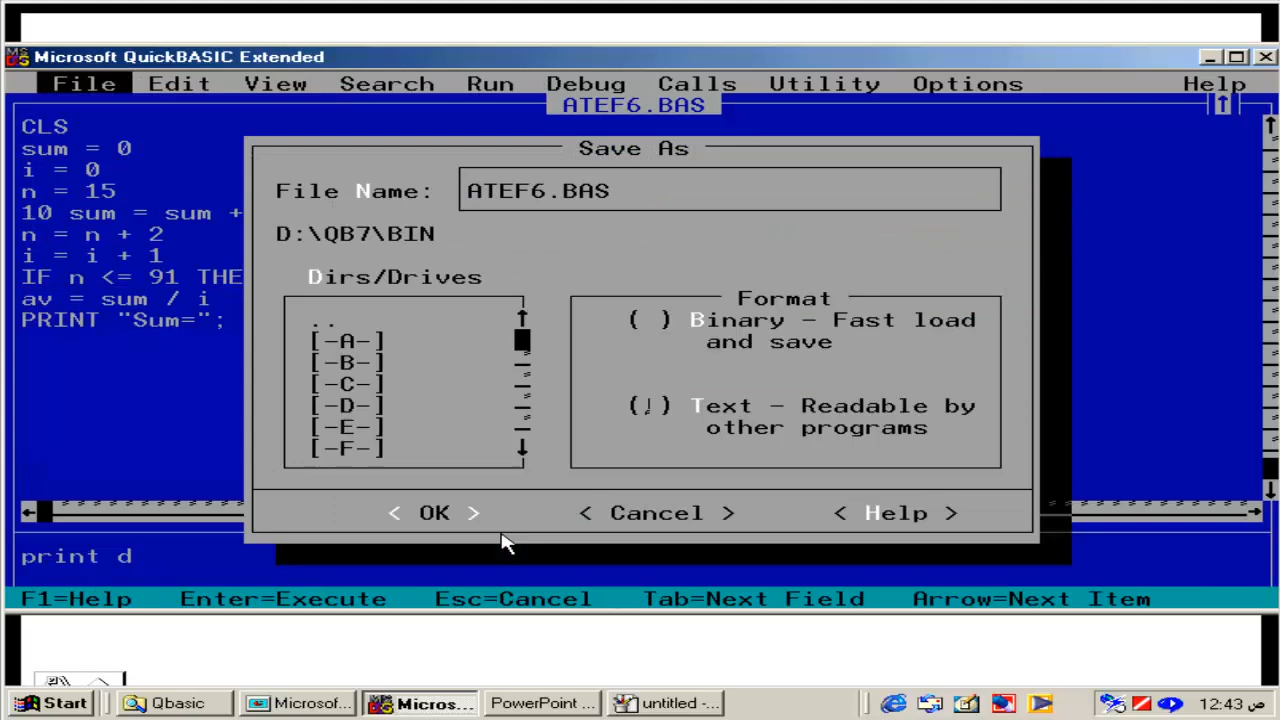 Microsoft QuickBASIC Extended
File Edit View Search Run Debug Calls Utility Options Help
ATEF6.BAS
CLS
sum = 0
i = 0
n = 15
10 sum = sum +
n = n + 2
i = i + 1
IF n <= 91 THE
av = sum / i
PRINT "Sum=";
Save As
File Name: ATEF6.BAS
D:\QB7\BIN
Dirs/Drives
..
[-A-]
[-B-]
[-C-]
[-D-]
[-E-]
[-F-]
Format
( ) Binary - Fast load
and save
(♩) Text - Readable by
other programs
< OK > < Cancel > < Help >
print d
F1=Help Enter=Execute Esc=Cancel Tab=Next Field Arrow=Next Item
Start Qbasic Microsof... Micros... PowerPoint ... untitled -... 12:43 ص